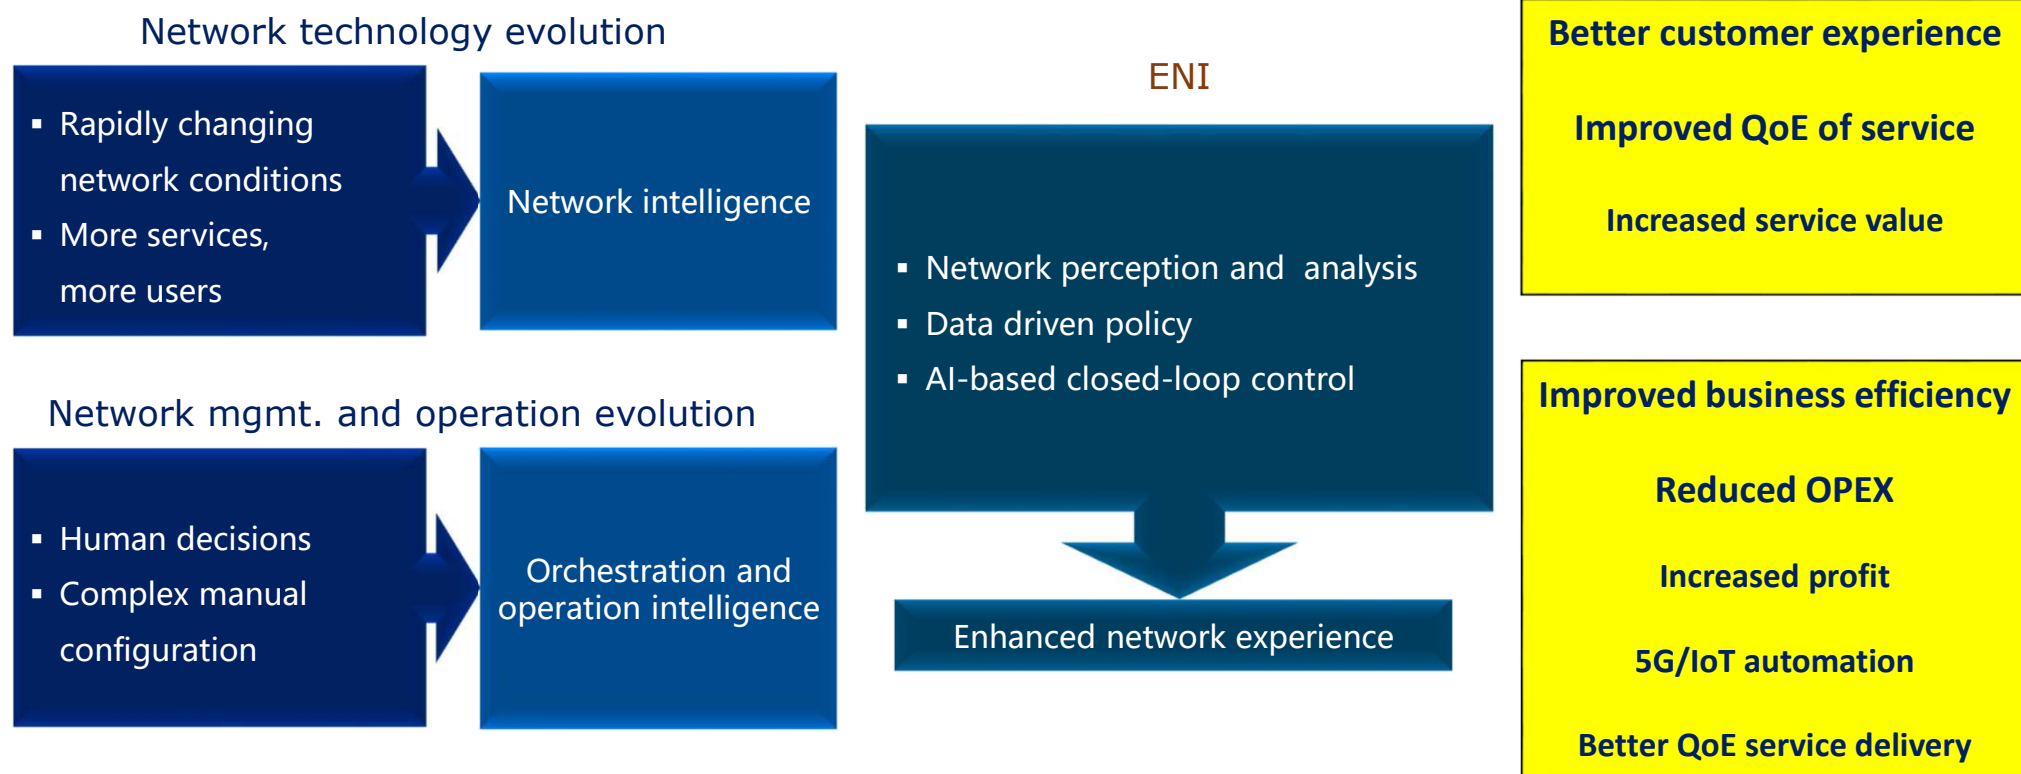 Network technology evolution
▪ Rapidly changing
network conditions
▪ More services,
more users
Network intelligence
Network mgmt. and operation evolution
▪ Human decisions
▪ Complex manual
configuration
Orchestration and
operation intelligence
ENI
▪ Network perception and analysis
▪ Data driven policy
▪ AI-based closed-loop control
Enhanced network experience
Better customer experience
Improved QoE of service
Increased service value
Improved business efficiency
Reduced OPEX
Increased profit
5G/IoT automation
Better QoE service delivery